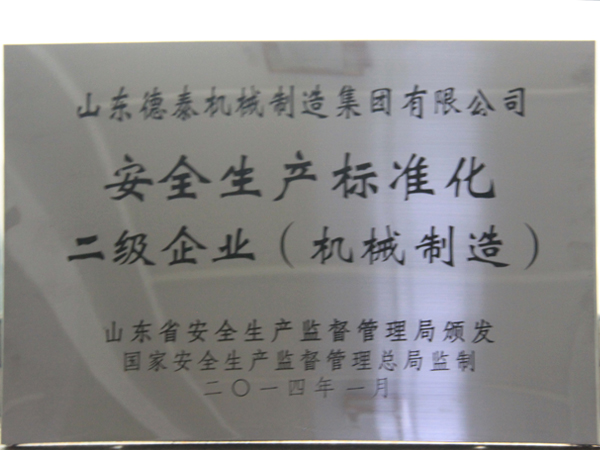 山东德泰机械制造集团有限公司
安全生产标准化
二级企业（机械制造）
山东省安全生产监督管理局颁发
国家安全生产监督管理总局监制
二〇一四年一月